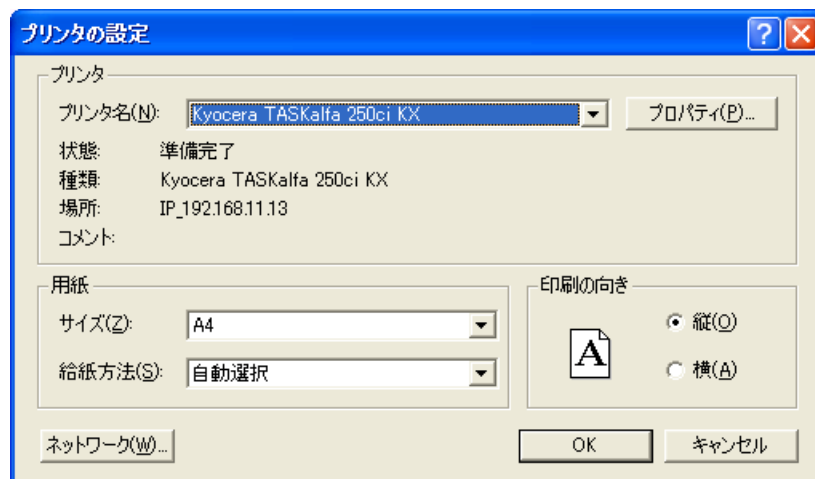 プリンタの設定
プリンタ
プリンタ名(N): Kyocera TASKalfa 250ci KX プロパティ(P)...
状態: 準備完了
種類: Kyocera TASKalfa 250ci KX
場所: IP_192.168.11.13
コメント:
用紙
サイズ(Z): A4
給紙方法(S): 自動選択
印刷の向き
A
縦(O)
横(A)
ネットワーク(W)... OK キャンセル